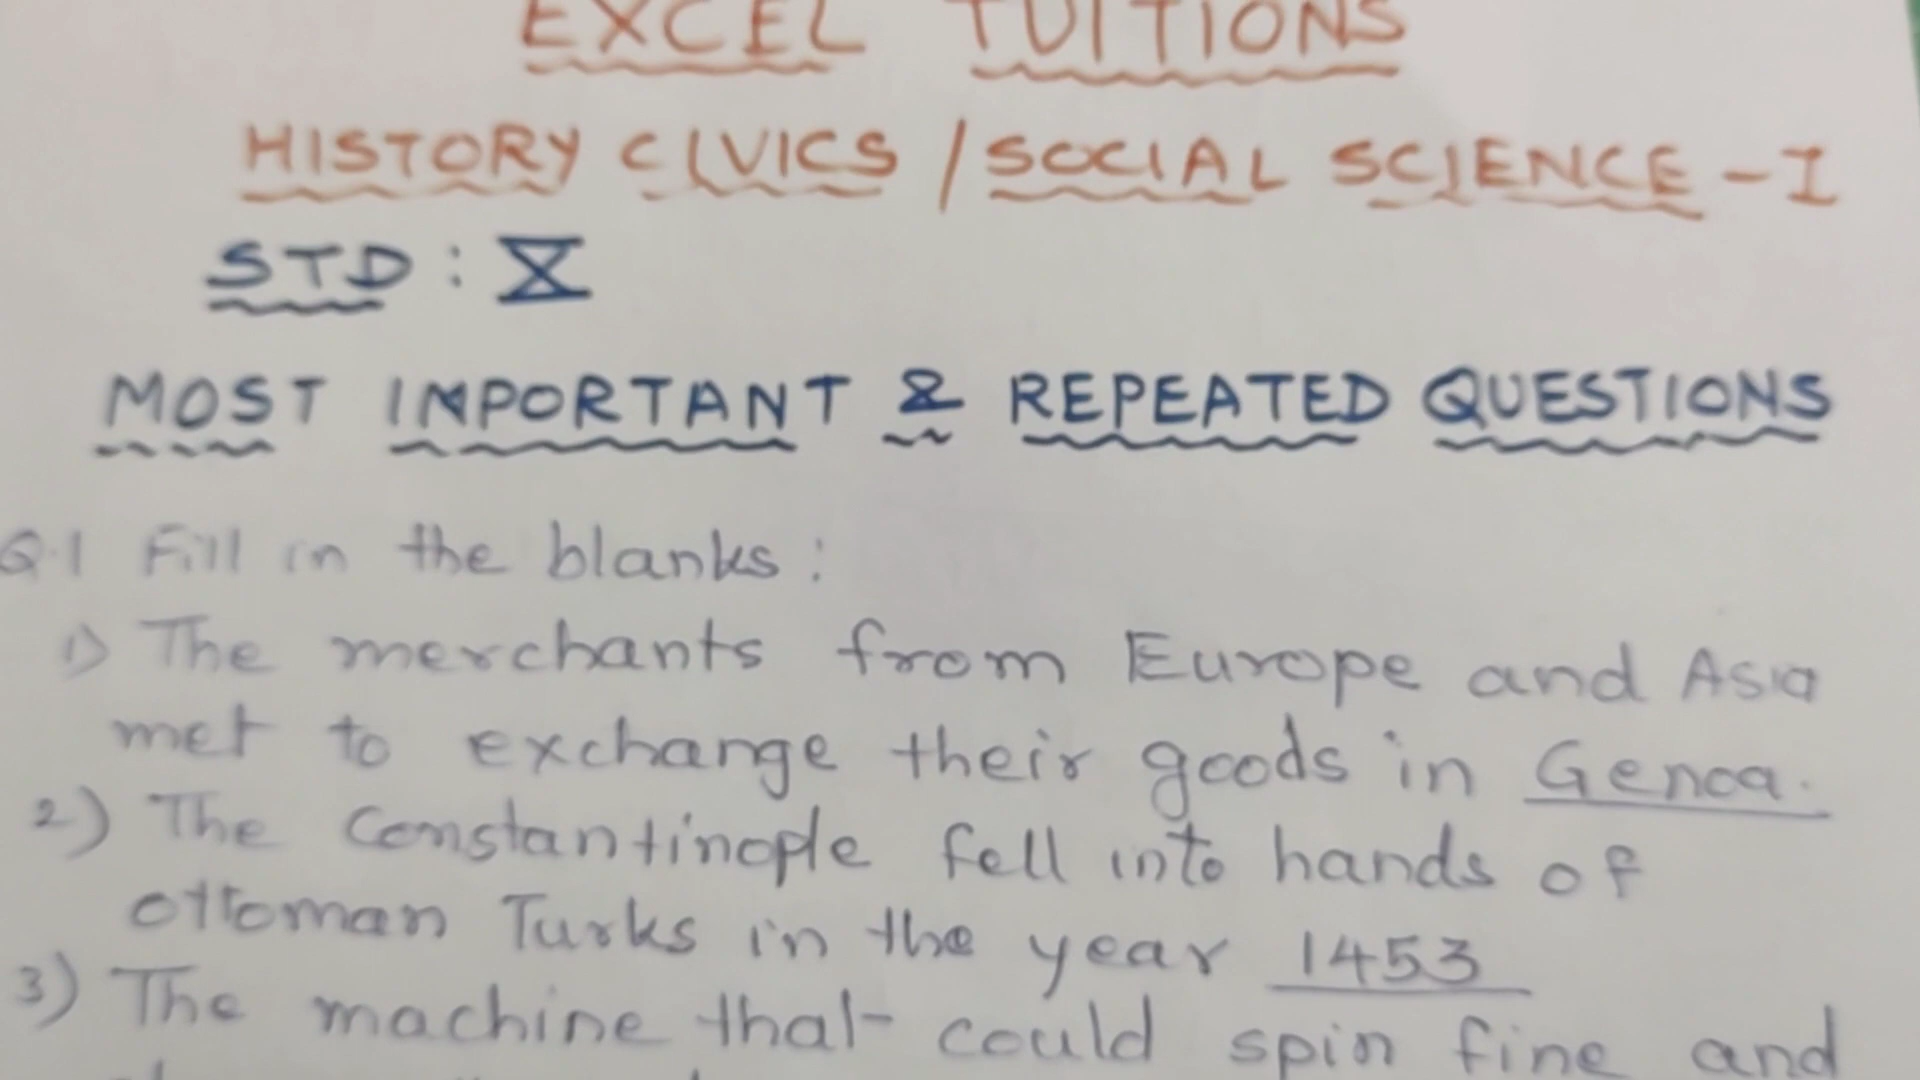 EXCEL TUITIONS
HISTORY CIVICS / SOCIAL SCIENCE - I
STD : X
MOST IMPORTANT & REPEATED QUESTIONS
Q.1 Fill in the blanks :
1) The merchants from Europe and Asia
met to exchange their goods in Genoa.
2) The Constantinople fell into hands of
ottoman Turks in the year 1453
3) The machine that could spin fine and